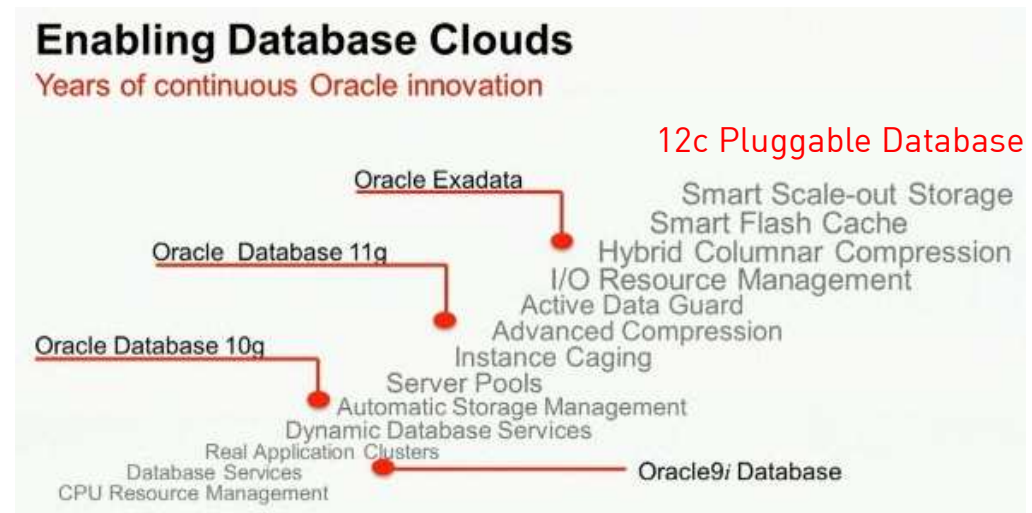 Enabling Database Clouds
Years of continuous Oracle innovation
12c Pluggable Database
Oracle Exadata
Smart Scale-out Storage
Smart Flash Cache
Oracle Database 11g
Hybrid Columnar Compression
I/O Resource Management
Active Data Guard
Advanced Compression
Oracle Database 10g
Instance Caging
Server Pools
Automatic Storage Management
Dynamic Database Services
Real Application Clusters
Database Services
Oracle9i Database
CPU Resource Management